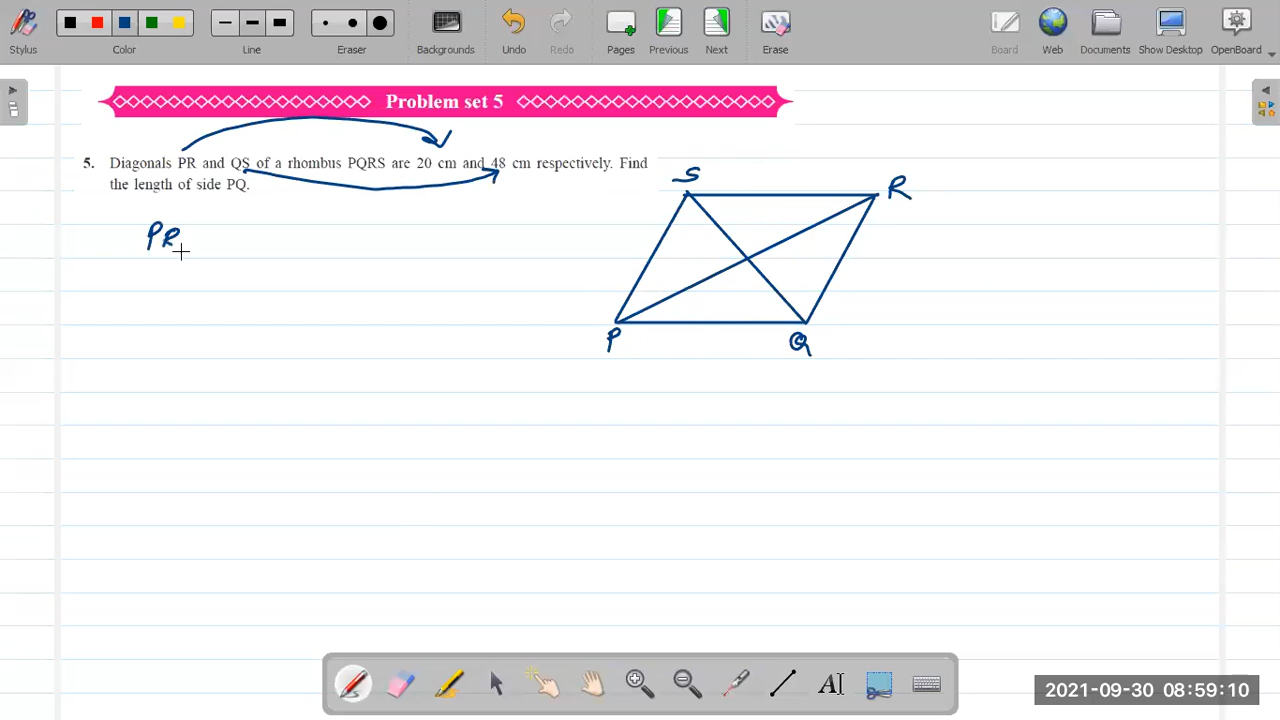 Stylus
Color
Line
Eraser
Backgrounds
Undo
Redo
Pages
Previous
Next
Erase
Board
Web
Documents
Show Desktop
OpenBoard
Problem set 5
5. Diagonals PR and QS of a rhombus PQRS are 20 cm and 48 cm respectively. Find
the length of side PQ.
S
R
PR
P
Q
2021-09-30 08:59:10